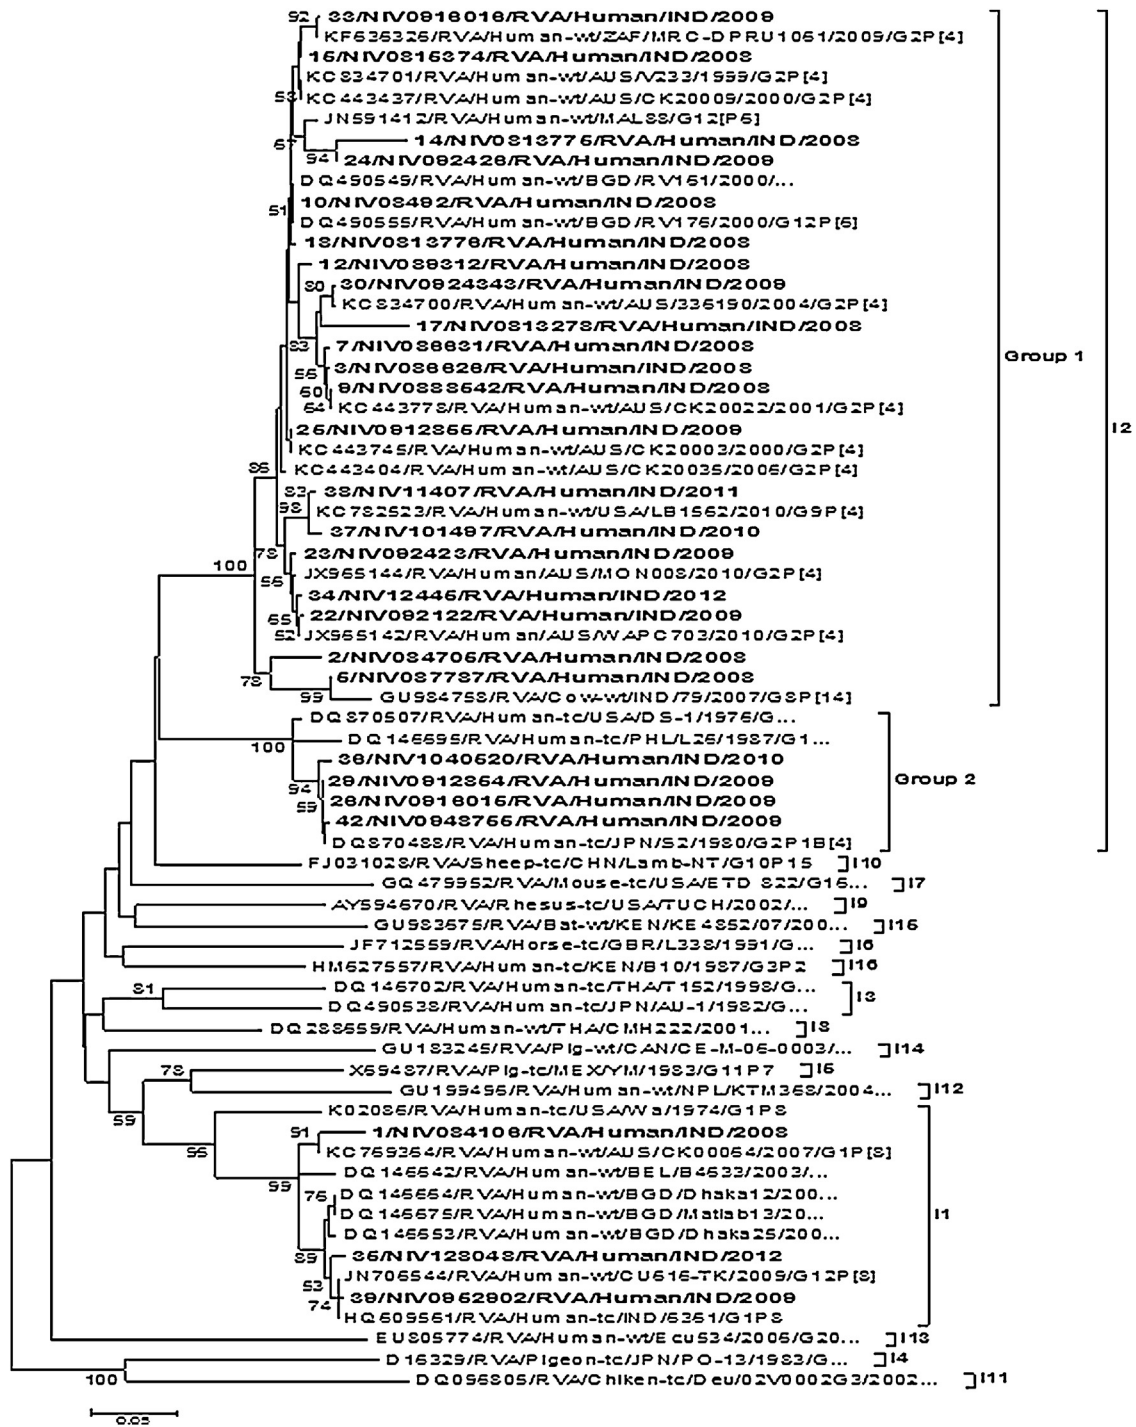 92
33/NIV0916016/RVA/Human/IND/2009
KF636326/RVA/Human-wt/ZAF/MRC-DPRU1061/2009/G2P[4]
15/NIV0815374/RVA/Human/IND/2008
KC834701/RVA/Human-wt/AUS/V233/1999/G2P[4]
53
KC443437/RVA/Human-wt/AUS/CK20009/2000/G2P[4]
JN591412/RVA/Human-wt/MAL88/G12[P6]
67
14/NIV0813775/RVA/Human/IND/2008
94
24/NIV092428/RVA/Human/IND/2009
DQ490549/RVA/Human-wt/BGD/RV161/2000/...
10/NIV08492/RVA/Human/IND/2008
51
DQ490555/RVA/Human-wt/BGD/RV176/2000/G12P[6]
18/NIV0813778/RVA/Human/IND/2008
12/NIV089312/RVA/Human/IND/2008
80
30/NIV0924343/RVA/Human/IND/2009
KC834700/RVA/Human-wt/AUS/336190/2004/G2P[4]
17/NIV0813278/RVA/Human/IND/2008
83
7/NIV086631/RVA/Human/IND/2008
Group 1
55
3/NIV086626/RVA/Human/IND/2008
60
9/NIV0888542/RVA/Human/IND/2008
64
KC443778/RVA/Human-wt/AUS/CK20022/2001/G2P[4]
25/NIV0912855/RVA/Human/IND/2009
I2
KC443745/RVA/Human-wt/AUS/CK20003/2000/G2P[4]
86
KC443404/RVA/Human-wt/AUS/CK20035/2006/G2P[4]
83
38/NIV11407/RVA/Human/IND/2011
98
KC782523/RVA/Human-wt/USA/LB1562/2010/G9P[4]
37/NIV101497/RVA/Human/IND/2010
78
23/NIV092423/RVA/Human/IND/2009
100
56
JX965144/RVA/Human/AUS/MON008/2010/G2P[4]
34/NIV12446/RVA/Human/IND/2012
65
22/NIV092122/RVA/Human/IND/2009
52
JX965142/RVA/Human/AUS/WAPC703/2010/G2P[4]
2/NIV084706/RVA/Human/IND/2008
78
5/NIV087787/RVA/Human/IND/2008
99
GU984758/RVA/Cow-wt/IND/79/2007/G8P[14]
DQ870507/RVA/Human-tc/USA/DS-1/1976/G...
100
DQ146695/RVA/Human-tc/PHL/L26/1987/G1...
36/NIV1040520/RVA/Human/IND/2010
94
29/NIV0912854/RVA/Human/IND/2009
Group 2
59
26/NIV0916015/RVA/Human/IND/2009
42/NIV0948755/RVA/Human/IND/2009
DQ870488/RVA/Human-tc/JPN/S2/1980/G2P1B[4]
FJ031028/RVA/Sheep-tc/CHN/Lamb-NT/G10P15 I10
GQ479952/RVA/Mouse-tc/USA/ETD 822/G16... I7
AY594670/RVA/Rhesus-tc/USA/TUCH/2002/... I9
GU983675/RVA/Bat-wt/KEN/KE4852/07/200... I15
JF712559/RVA/Horse-tc/GBR/L338/1991/G... I6
HM627557/RVA/Human-tc/KEN/B10/1987/G3P2 I16
81
DQ146702/RVA/Human-tc/THA/T152/1998/G...
I3
DQ490538/RVA/Human-tc/JPN/AU-1/1982/G...
DQ288659/RVA/Human-wt/THA/CMH222/2001... I8
GU183245/RVA/Pig-wt/CAN/CE-M-06-0003/... I14
78
X69487/RVA/Pig-tc/MEX/YM/1983/G11P7 I5
GU199495/RVA/Human-wt/NPL/KTM368/2004... I12
59
K02086/RVA/Human-tc/USA/Wa/1974/G1P8
91
1/NIV084106/RVA/Human/IND/2008
95
KC769364/RVA/Human-wt/AUS/CK00064/2007/G1P[8]
DQ146642/RVA/Human-wt/BEL/B4633/2003/...
99
76
DQ146664/RVA/Human-wt/BGD/Dhaka12/200...
DQ146675/RVA/Human-wt/BGD/Matlab13/20...
I1
DQ146653/RVA/Human-wt/BGD/Dhaka25/200...
89
35/NIV128048/RVA/Human/IND/2012
53
JN706544/RVA/Human-wt/CU616-TK/2009/G12P[8]
74
39/NIV0952902/RVA/Human/IND/2009
HQ609561/RVA/Human-tc/IND/6361/G1P8
EU805774/RVA/Human-wt/Ecu534/2006/G20... I13
D16329/RVA/Pigeon-tc/JPN/PO-13/1983/G... I4
100
DQ096805/RVA/Chiken-tc/Deu/02V0002G3/2002... I11
0.05